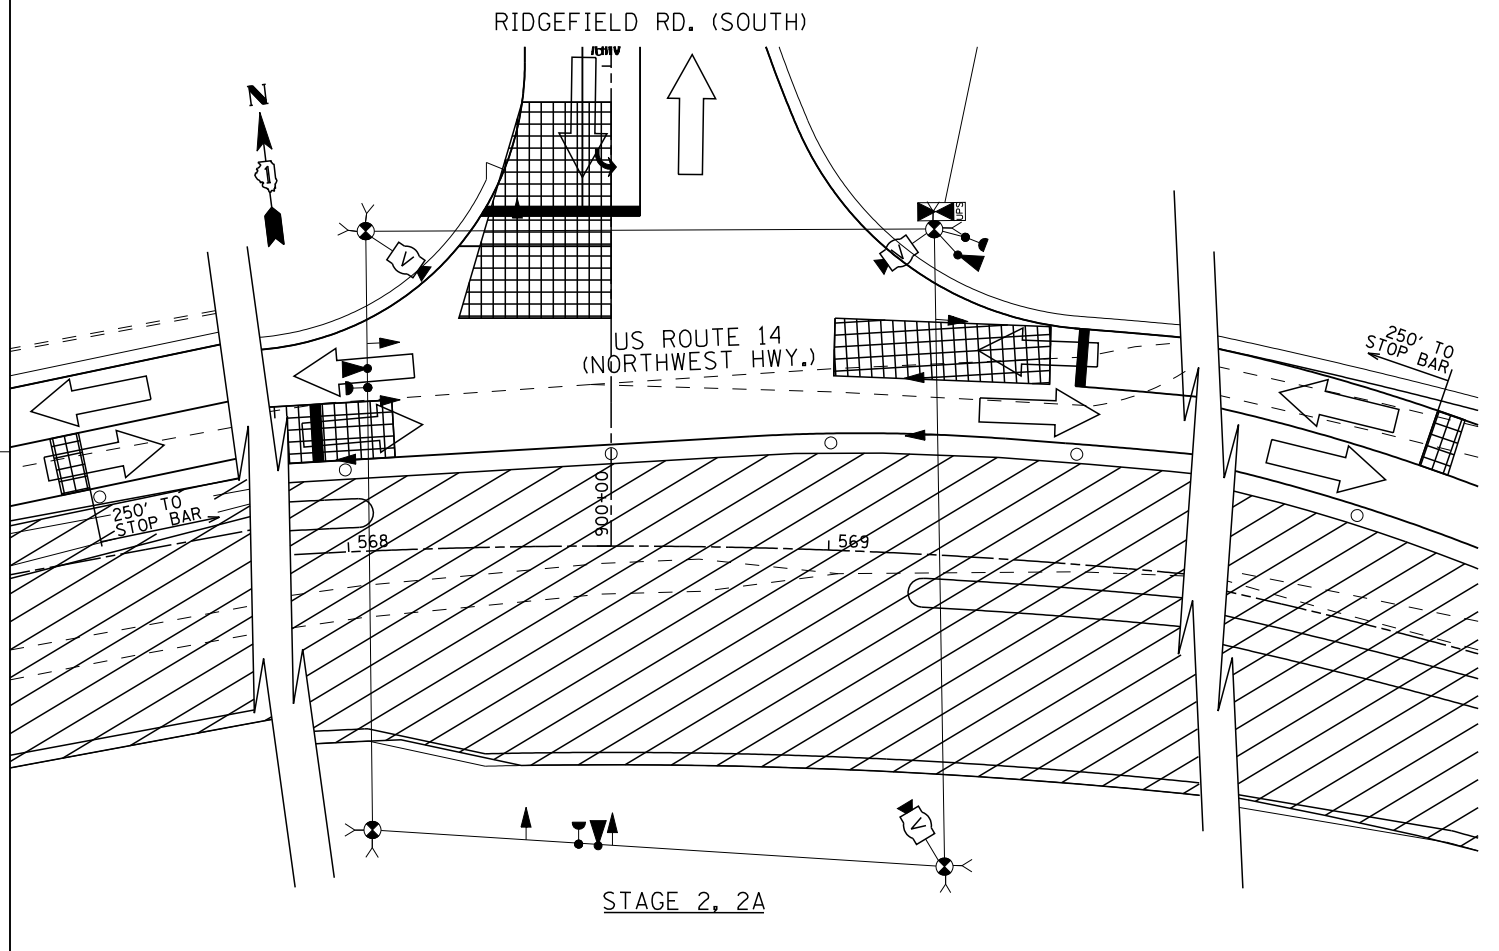 RIDGEFIELD RD. (SOUTH)
N
1
UPS
V
V
US ROUTE 14
(NORTHWEST HWY.)
250' TO
STOP BAR
250' TO
STOP BAR
900+00
568
569
V
STAGE 2, 2A